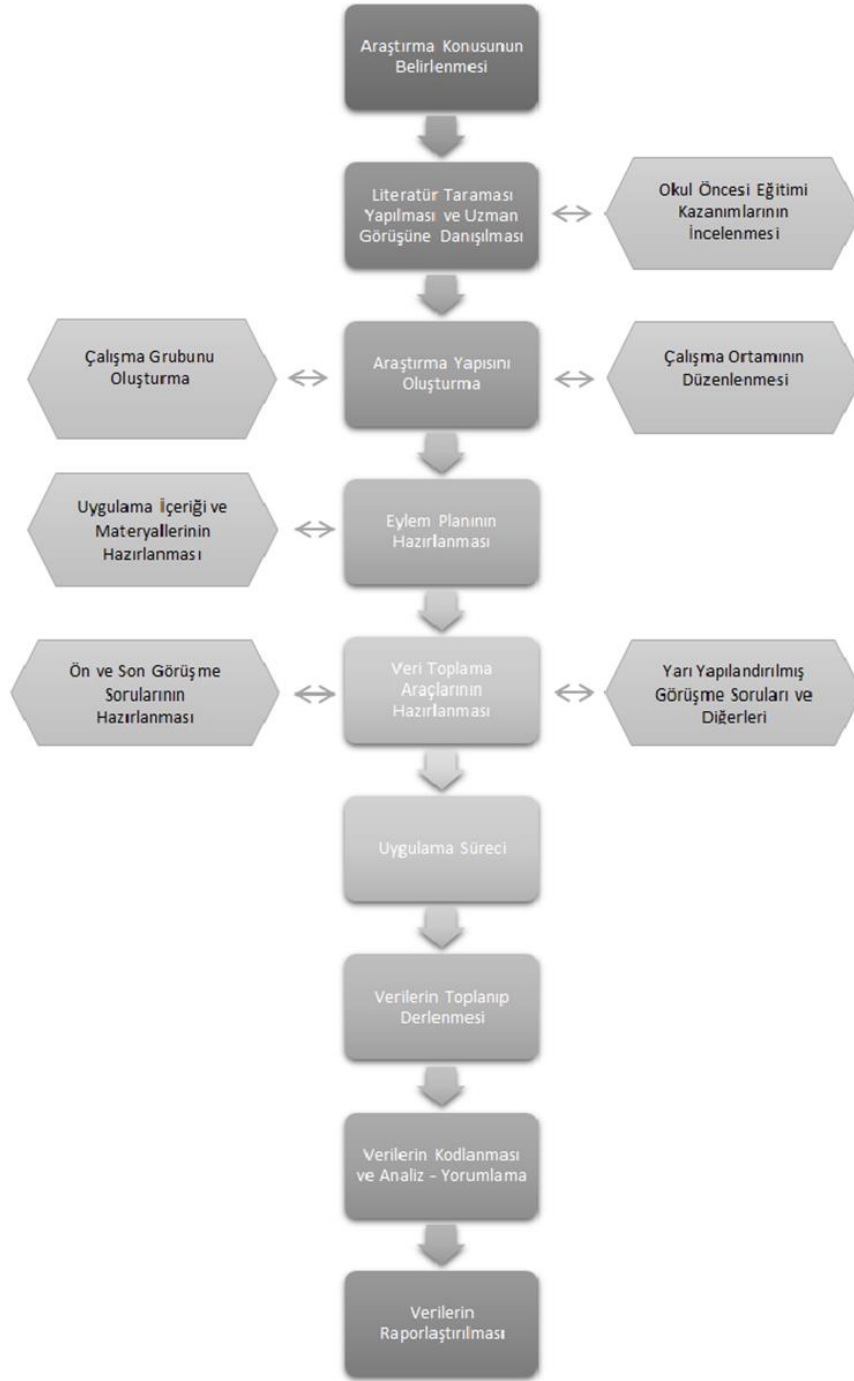 Araştırma Konusunun
Belirlenmesi
Literatür Taraması
Yapılması ve Uzman
Görüşüne Danışılması
Okul Öncesi Eğitimi
Kazanımlarının
İncelenmesi
Çalışma Grubunu
Oluşturma
Araştırma Yapısını
Oluşturma
Çalışma Ortamının
Düzenlenmesi
Uygulama İçeriği ve
Materyallerinin
Hazırlanması
Eylem Planının
Hazırlanması
Ön ve Son Görüşme
Sorularının
Hazırlanması
Veri Toplama
Araçlarının
Hazırlanması
Yarı Yapılandırılmış
Görüşme Soruları ve
Diğerleri
Uygulama Süreci
Verilerin Toplanıp
Derlenmesi
Verilerin Kodlanması
ve Analiz - Yorumlama
Verilerin
Raporlaştırılması